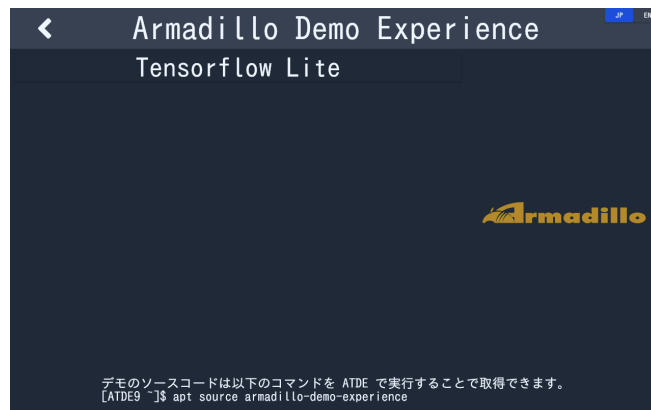 Armadillo Demo Experience
JP EN
Tensorflow Lite
Armadillo
デモのソースコードは以下のコマンドを ATDE で実行することで取得できます。
[ATDE9 ~]$ apt source armadillo-demo-experience